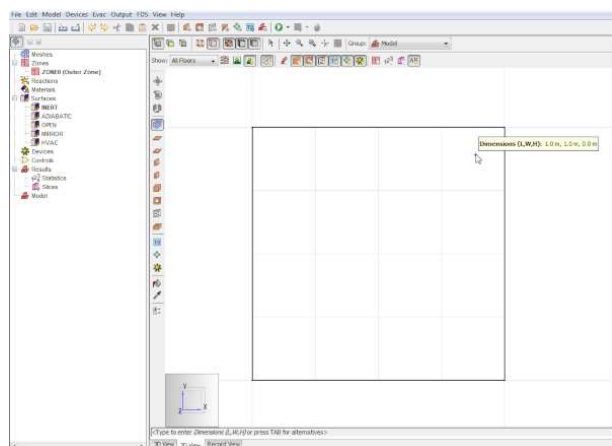 File Edit Model Devices Evac Output FDS View Help
Group: Model
Meshes
Zones
ZONE0 (Outer Zone)
Show: All Floors
Reactions
Materials
Surfaces
INERT
ADIABATIC
OPEN
MIRROR
HVAC
Devices
Controls
Results
Statistics
Slices
Model
Dimensions (L,W,H): 1.0 m, 1.0 m, 0.0 m
Y
Z
X
<Type to enter Dimensions (L,W,H) or press TAB for alternatives>
3D View 2D View Record View